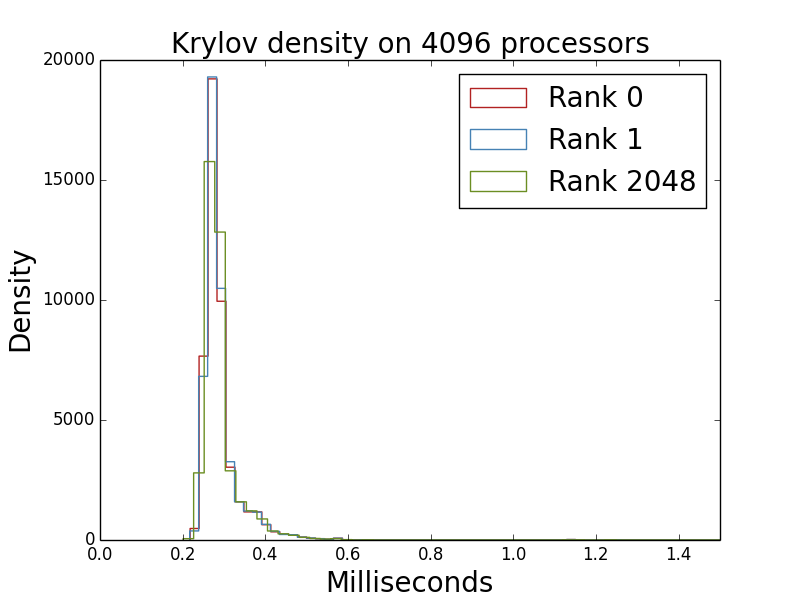 Krylov density on 4096 processors
20000
15000
10000
5000
0
Density
Rank 0
Rank 1
Rank 2048
0.0 0.2 0.4 0.6 0.8 1.0 1.2 1.4
Milliseconds